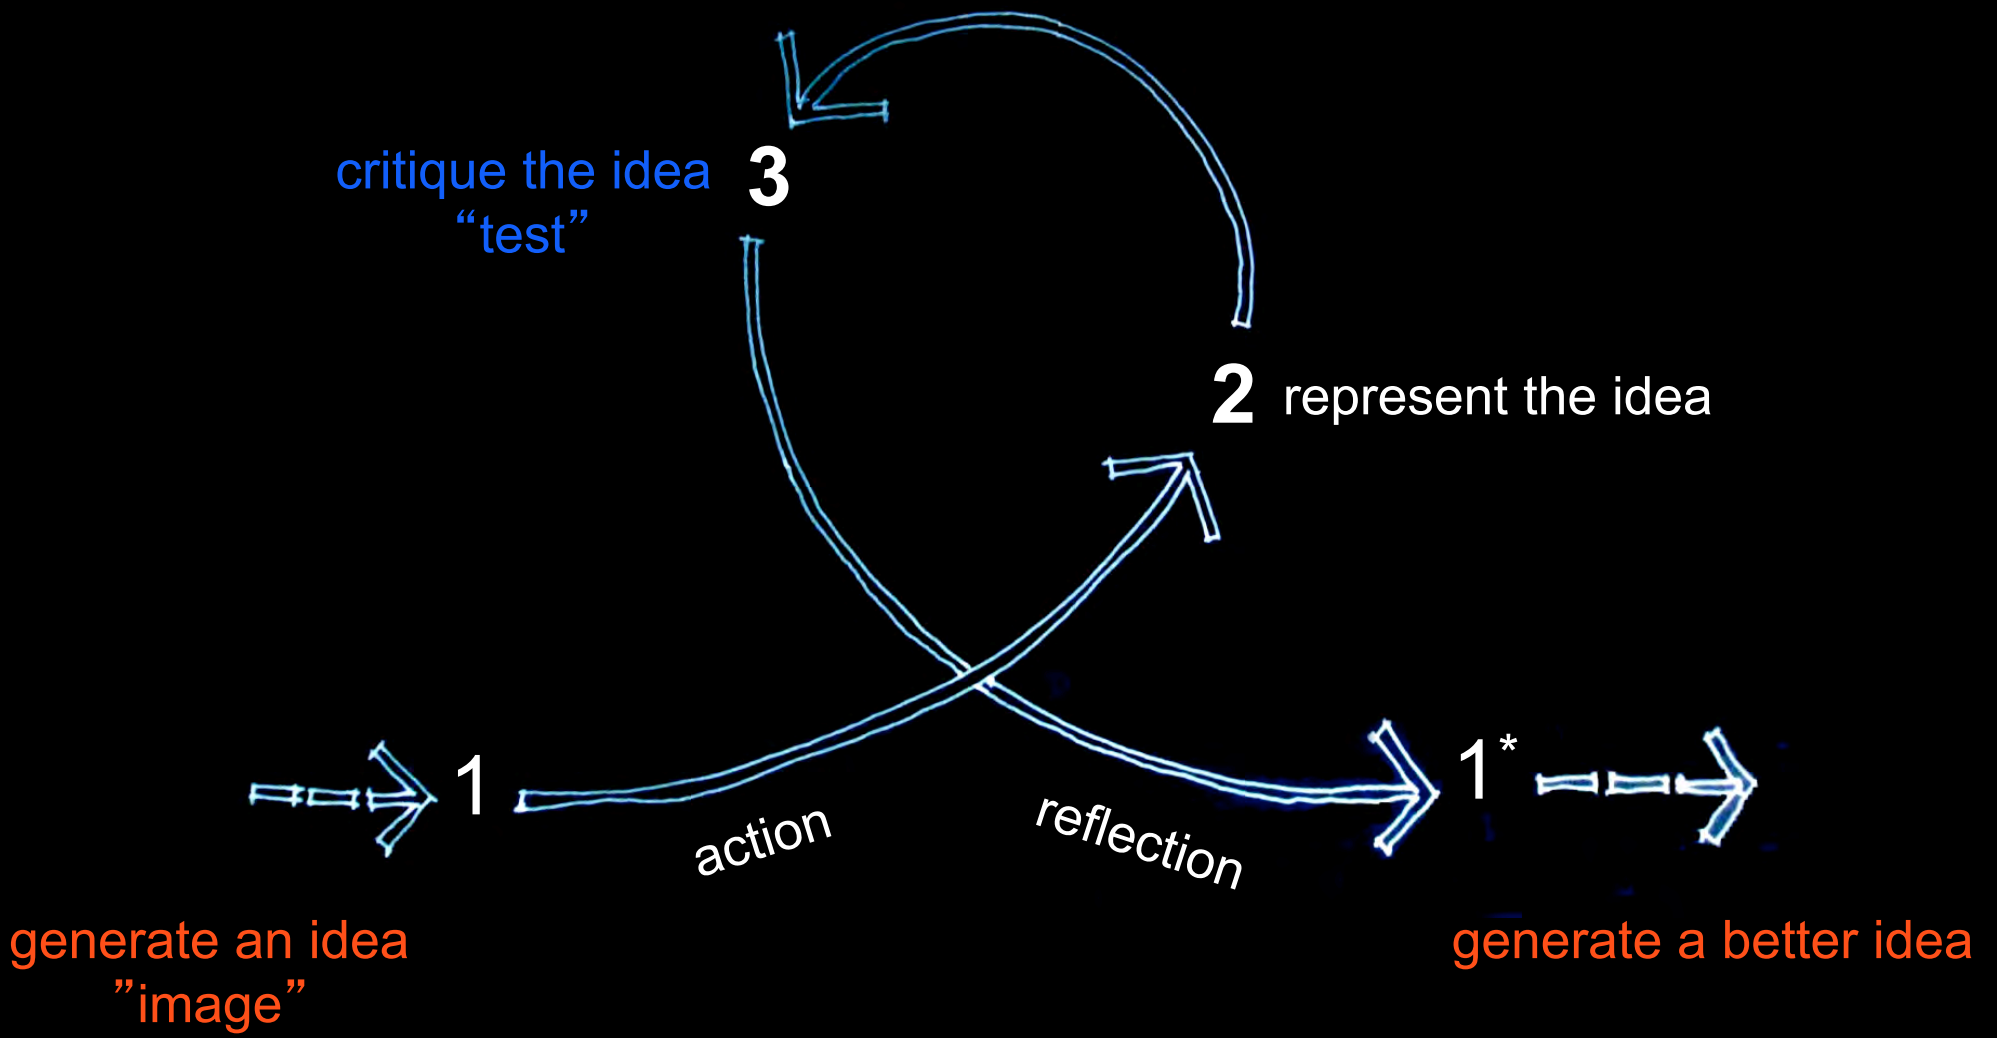 3
critique the idea
“test”
2 represent the idea
1
1*
action
reflection
generate an idea
”image”
generate a better idea